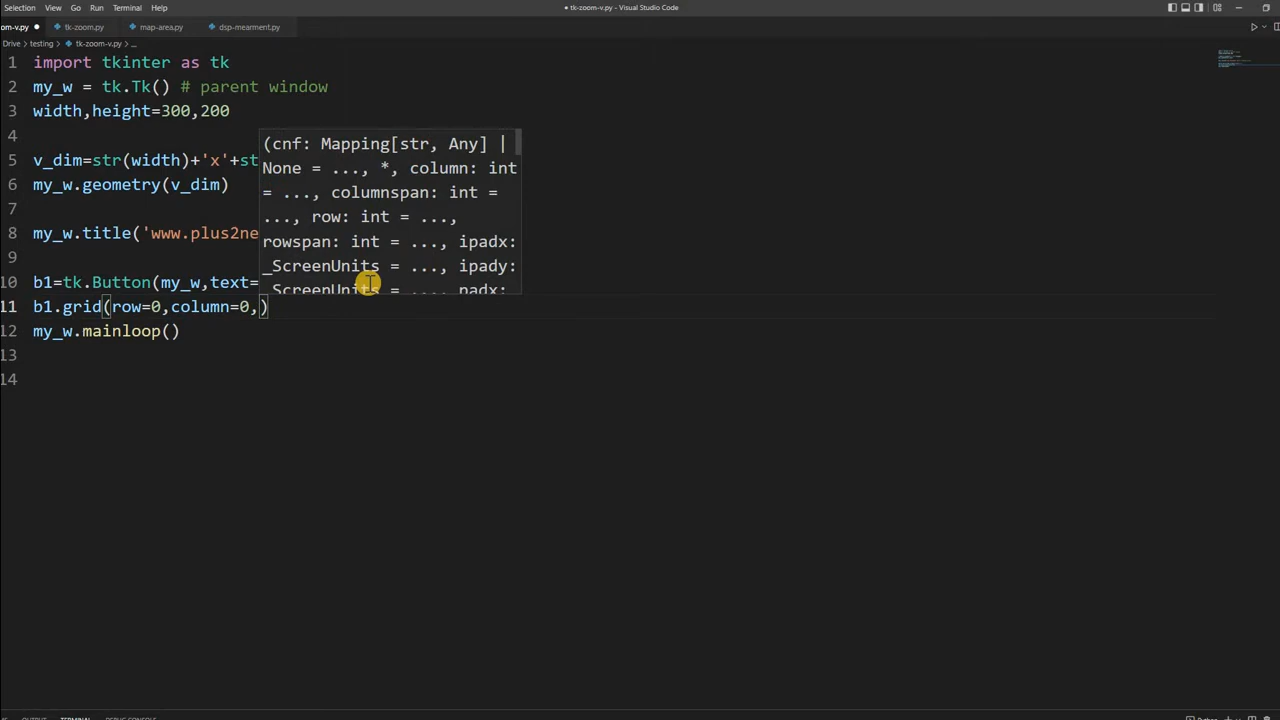 Selection View Go Run Terminal Help tk-zoom-v.py - Visual Studio Code
om-v.py tk-zoom.py map-area.py dsp-mearment.py
Drive > testing > tk-zoom-v.py > ...
1 import tkinter as tk
2 my_w = tk.Tk() # parent window
3 width,height=300,200
4
5 v_dim=str(width)+'x'+st
6 my_w.geometry(v_dim)
7
8 my_w.title('www.plus2ne
9
10 b1=tk.Button(my_w,text=
11 b1.grid(row=0,column=0,)
12 my_w.mainloop()
13
14
(cnf: Mapping[str, Any] |
None = ..., *, column: int
= ..., columnspan: int =
..., row: int = ...,
rowspan: int = ..., ipadx:
_ScreenUnits = ..., ipady:
_ScreenUnits = ..., padx:
OUTPUT TERMINAL DEBUG CONSOLE
Python